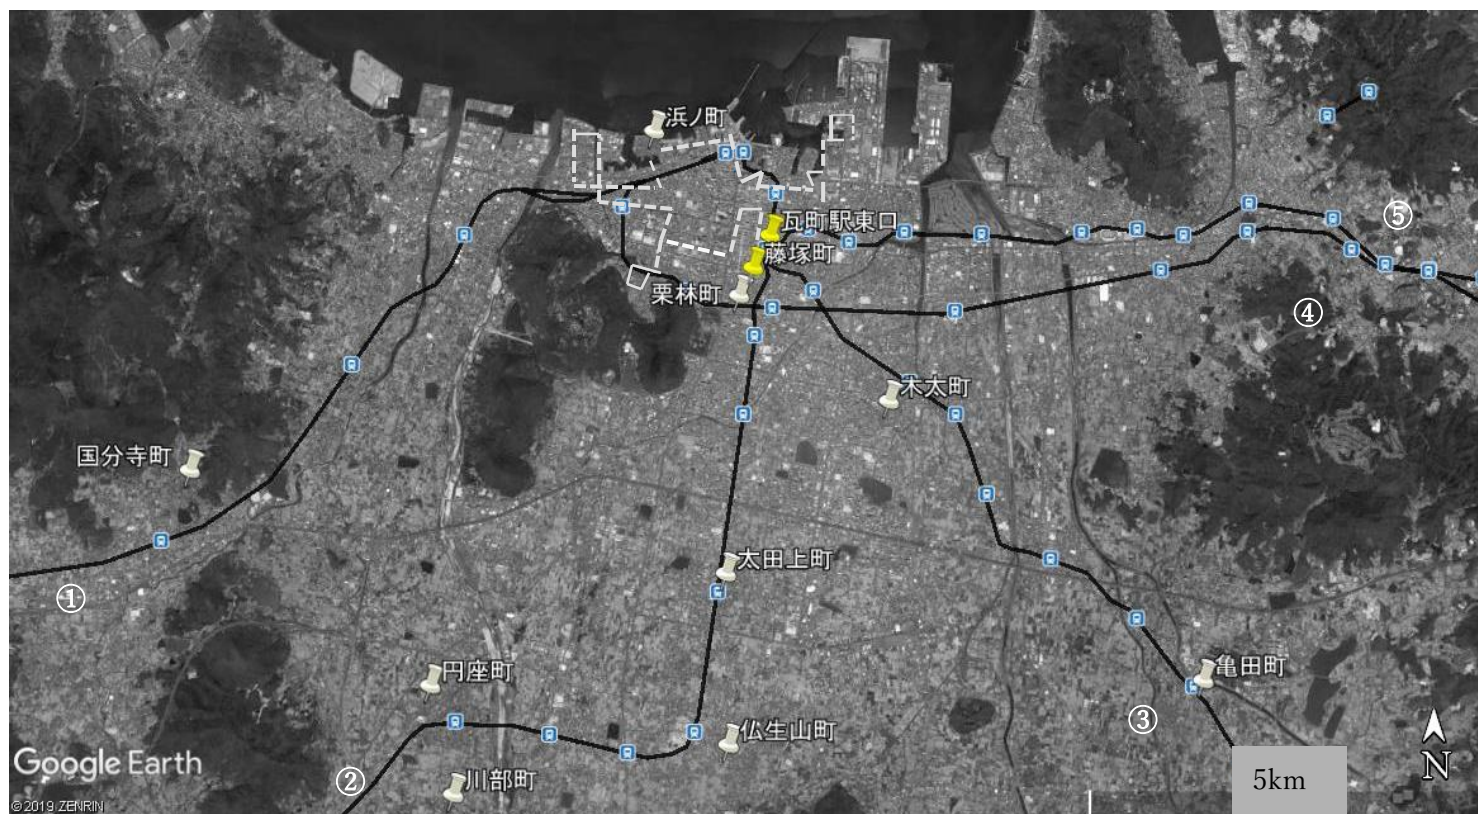 浜ノ町
瓦町駅東口
⑤
藤塚町
栗林町
④
木太町
国分寺町
太田上町
①
円座町
亀田町
③
仏生山町
N
Google Earth
②
川部町
5km
©2019 ZENRIN